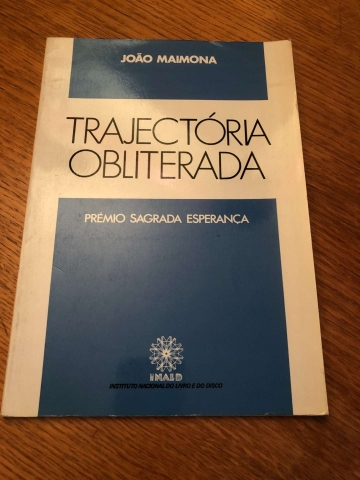 JOÃO MAIMONA
TRAJECTÓRIA
OBLITERADA
PRÉMIO SAGRADA ESPERANÇA
INALD
INSTITUTO NACIONAL DO LIVRO E DO DISCO